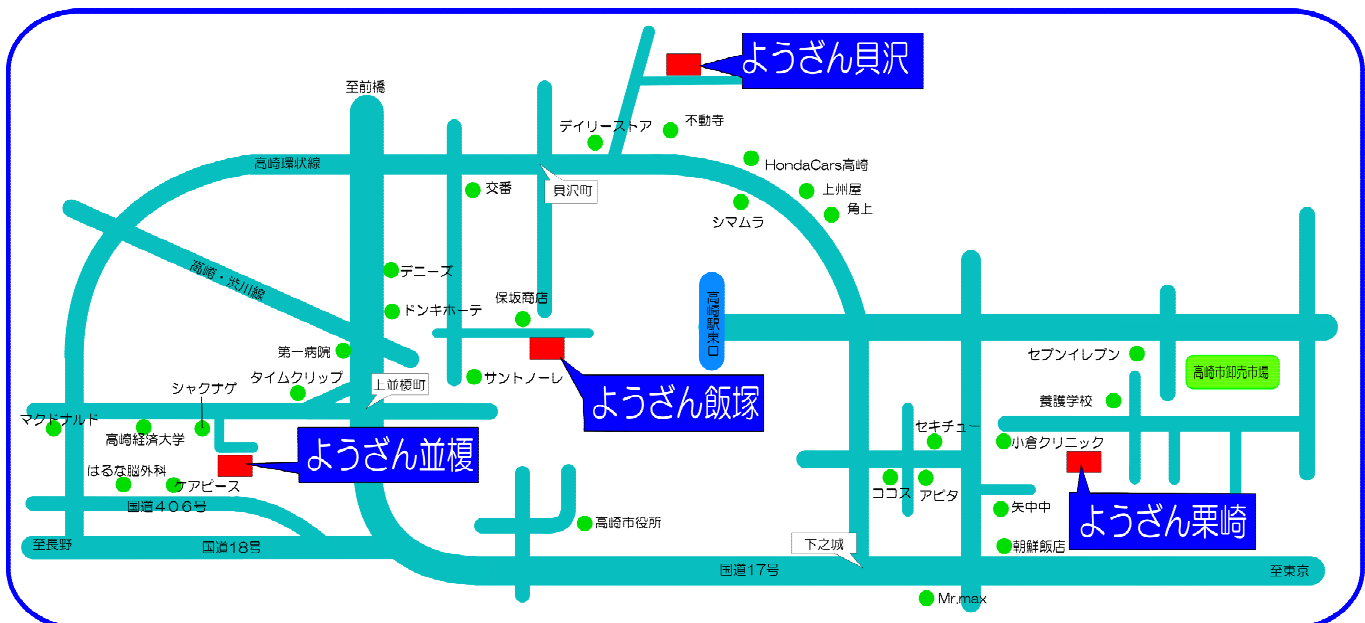 ようざん貝沢
至前橋
デイリーストア
不動寺
高崎環状線
HondaCars高崎
交番
貝沢町
上州屋
角上
シマムラ
高崎・渋川線
デニーズ
保坂商店
ドンキホーテ
高崎駅東口
第一病院
セブンイレブン
高崎市卸売市場
タイムクリップ
シャクナゲ
上並榎町
サントノーレ
ようざん飯塚
養護学校
マクドナルド
高崎経済大学
セキチュー
小倉クリニック
ようざん並榎
はるな脳外科
ケアピース
ココス
アピタ
国道406号
矢中中
ようざん栗崎
高崎市役所
至長野
国道18号
下之城
朝鮮飯店
国道17号
至東京
Mr.max